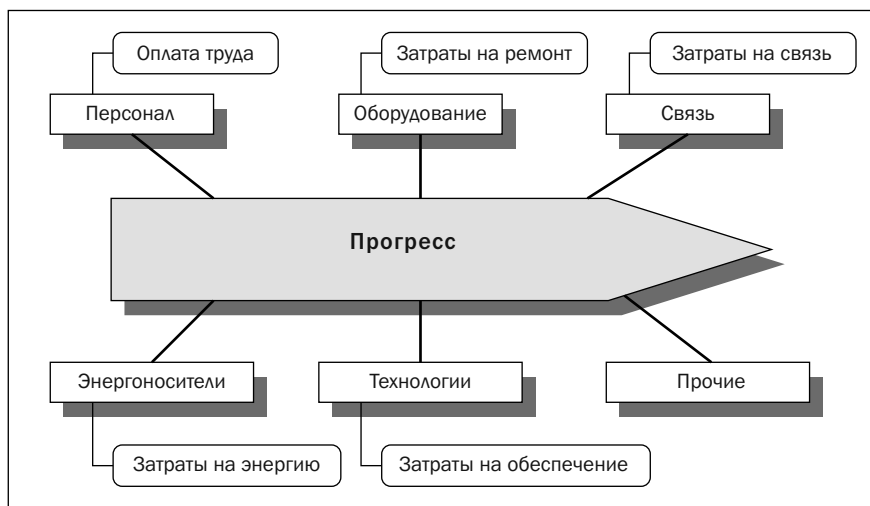 Оплата труда
Затраты на ремонт
Затраты на связь
Персонал
Оборудование
Связь
Прогресс
Энергоносители
Технологии
Прочие
Затраты на энергию
Затраты на обеспечение